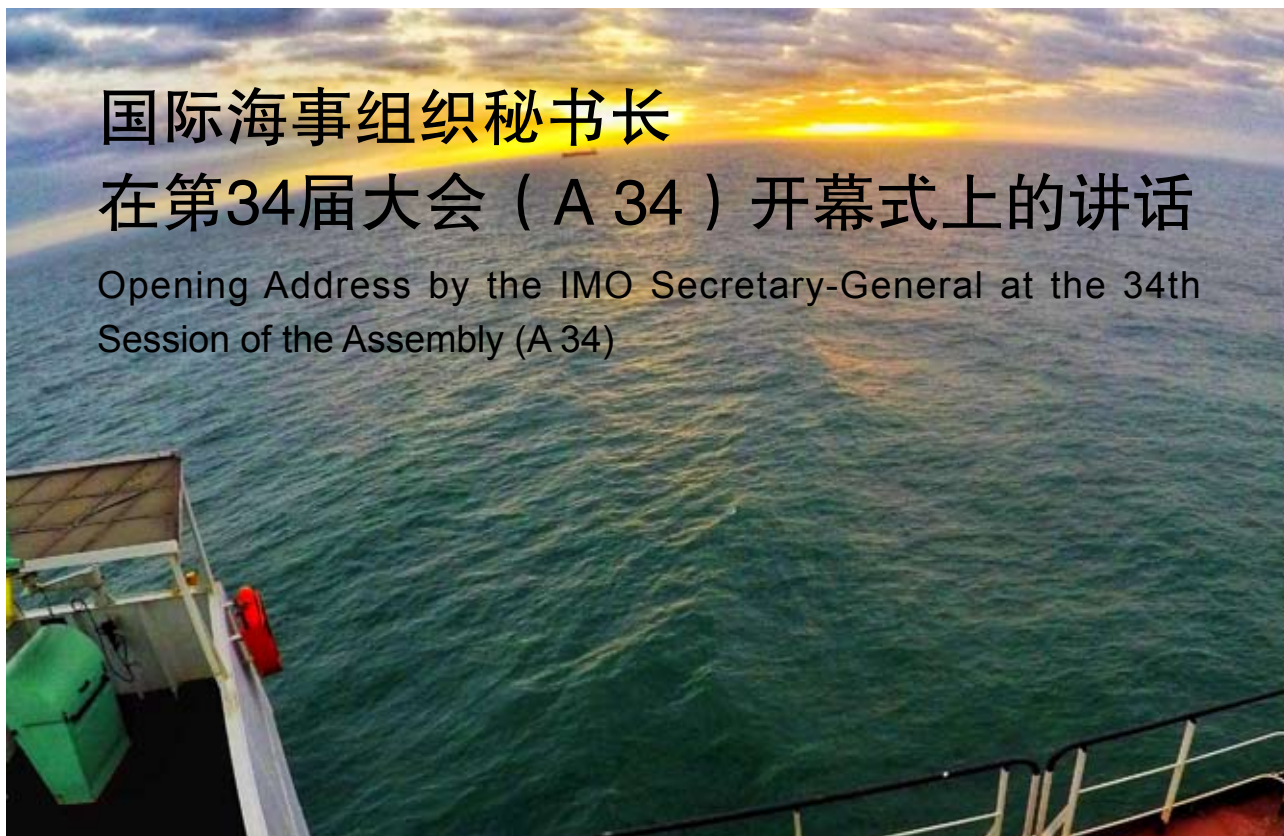 国际海事组织秘书长
在第34届大会（A 34）开幕式上的讲话
Opening Address by the IMO Secretary-General at the 34th
Session of the Assembly (A 34)